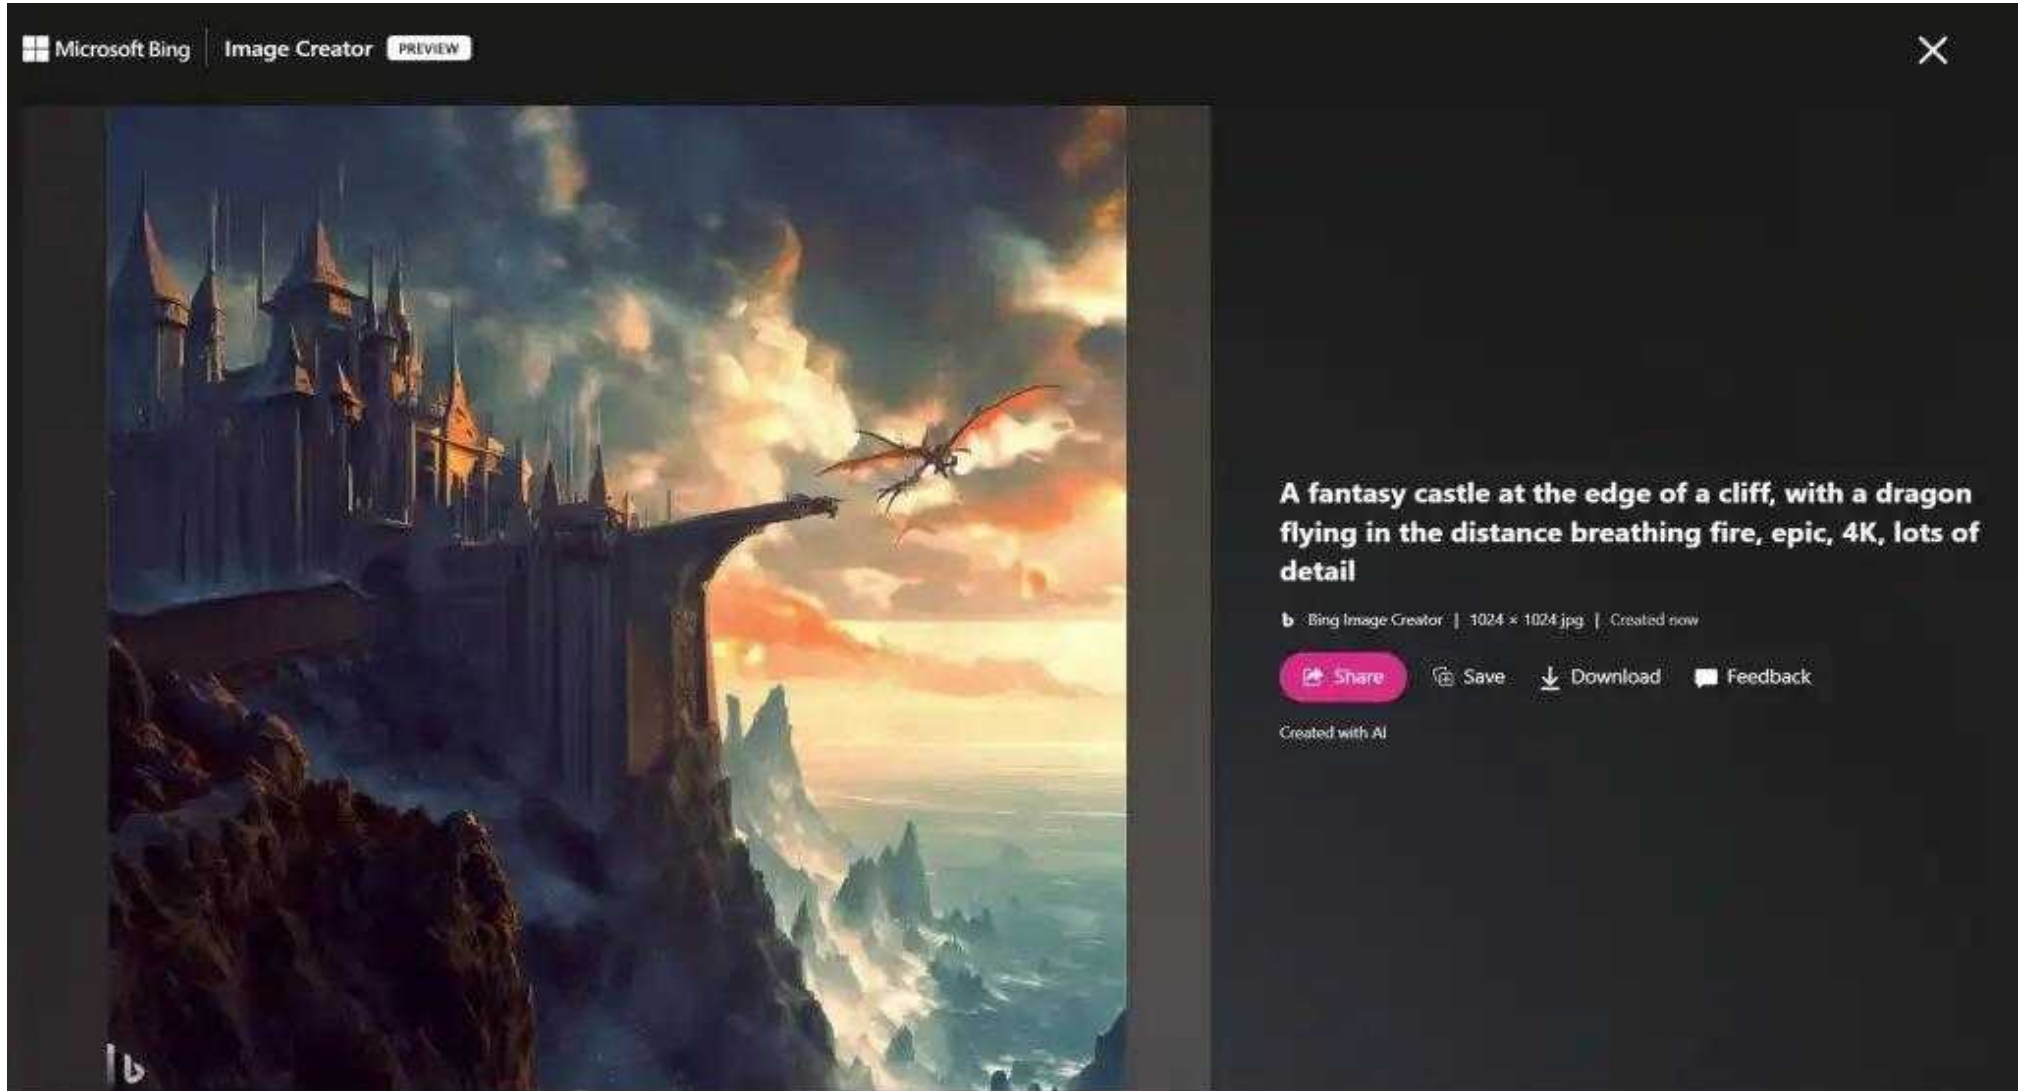 Microsoft Bing
Image Creator PREVIEW
A fantasy castle at the edge of a cliff, with a dragon
flying in the distance breathing fire, epic, 4K, lots of
detail
Bing Image Creator | 1024 × 1024 jpg | Created now
Share Save Download Feedback
Created with AI